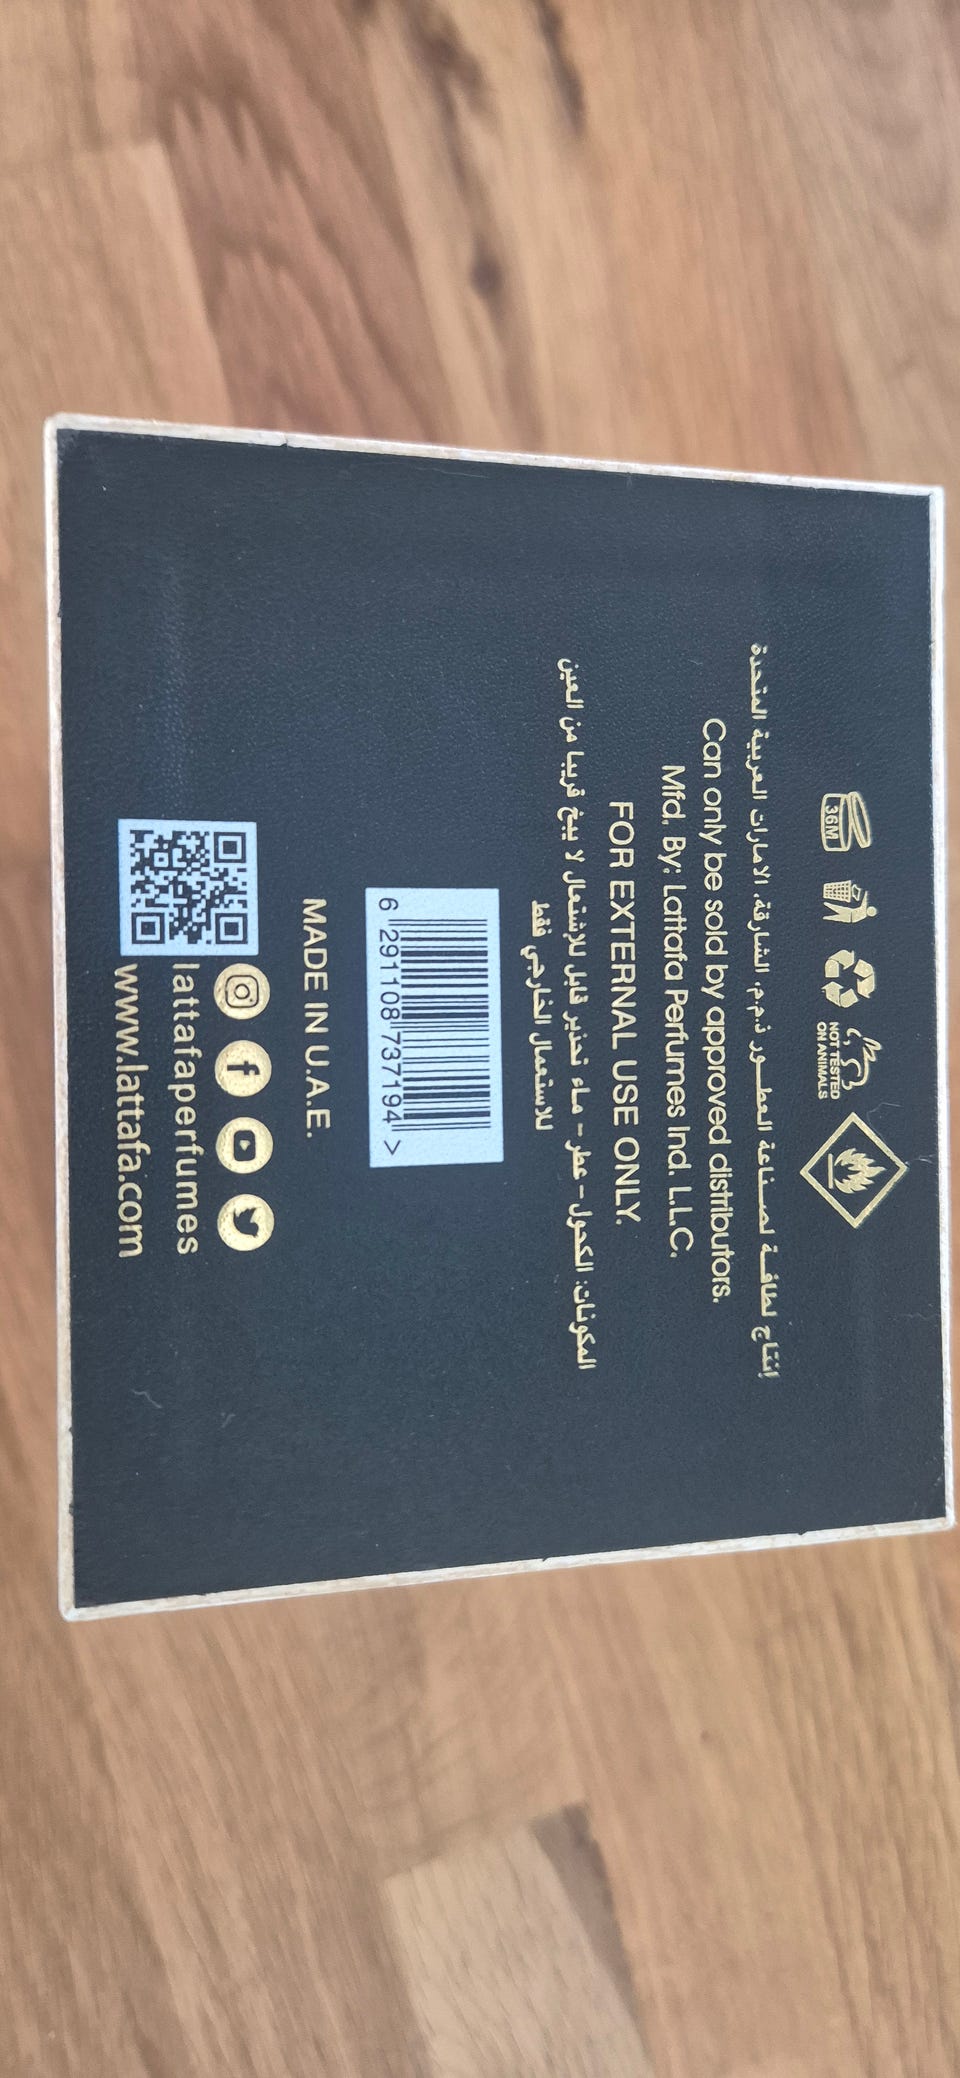 36M
NOT TESTED
ON ANIMALS
إنتاج لطافة لصناعة العطور ذ.م.م. الشارقة، الامارات العربية المتحدة
Can only be sold by approved distributors.
Mfd. By: Lattafa Perfumes Ind. L.L.C.
FOR EXTERNAL USE ONLY.
المكونات: الكحول - عطر - ماء تحذير قابل للإشتعال لا يبخ قريبا من العين
للاستعمال الخارجي فقط
6 291108 737194 >
MADE IN U.A.E.
lattafaperfumes
www.lattafa.com